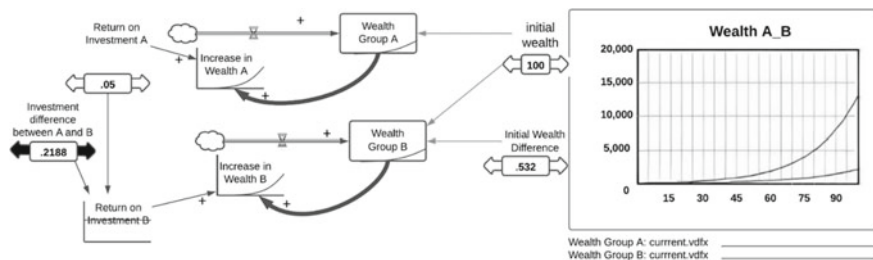 Return on
Investment A
+
Wealth
Group A
+
Increase in
Wealth A
+
.05
Investment
difference
between A and B
.2188
Return on
Investment B
+
Increase in
Wealth B
+
+
Wealth
Group B
initial
wealth
100
Initial Wealth
Difference
.532
Wealth A_B
20,000
15,000
10,000
5,000
0
15
30
45
60
75
90
Wealth Group A: currrent.vdfx
Wealth Group B: currrent.vdfx